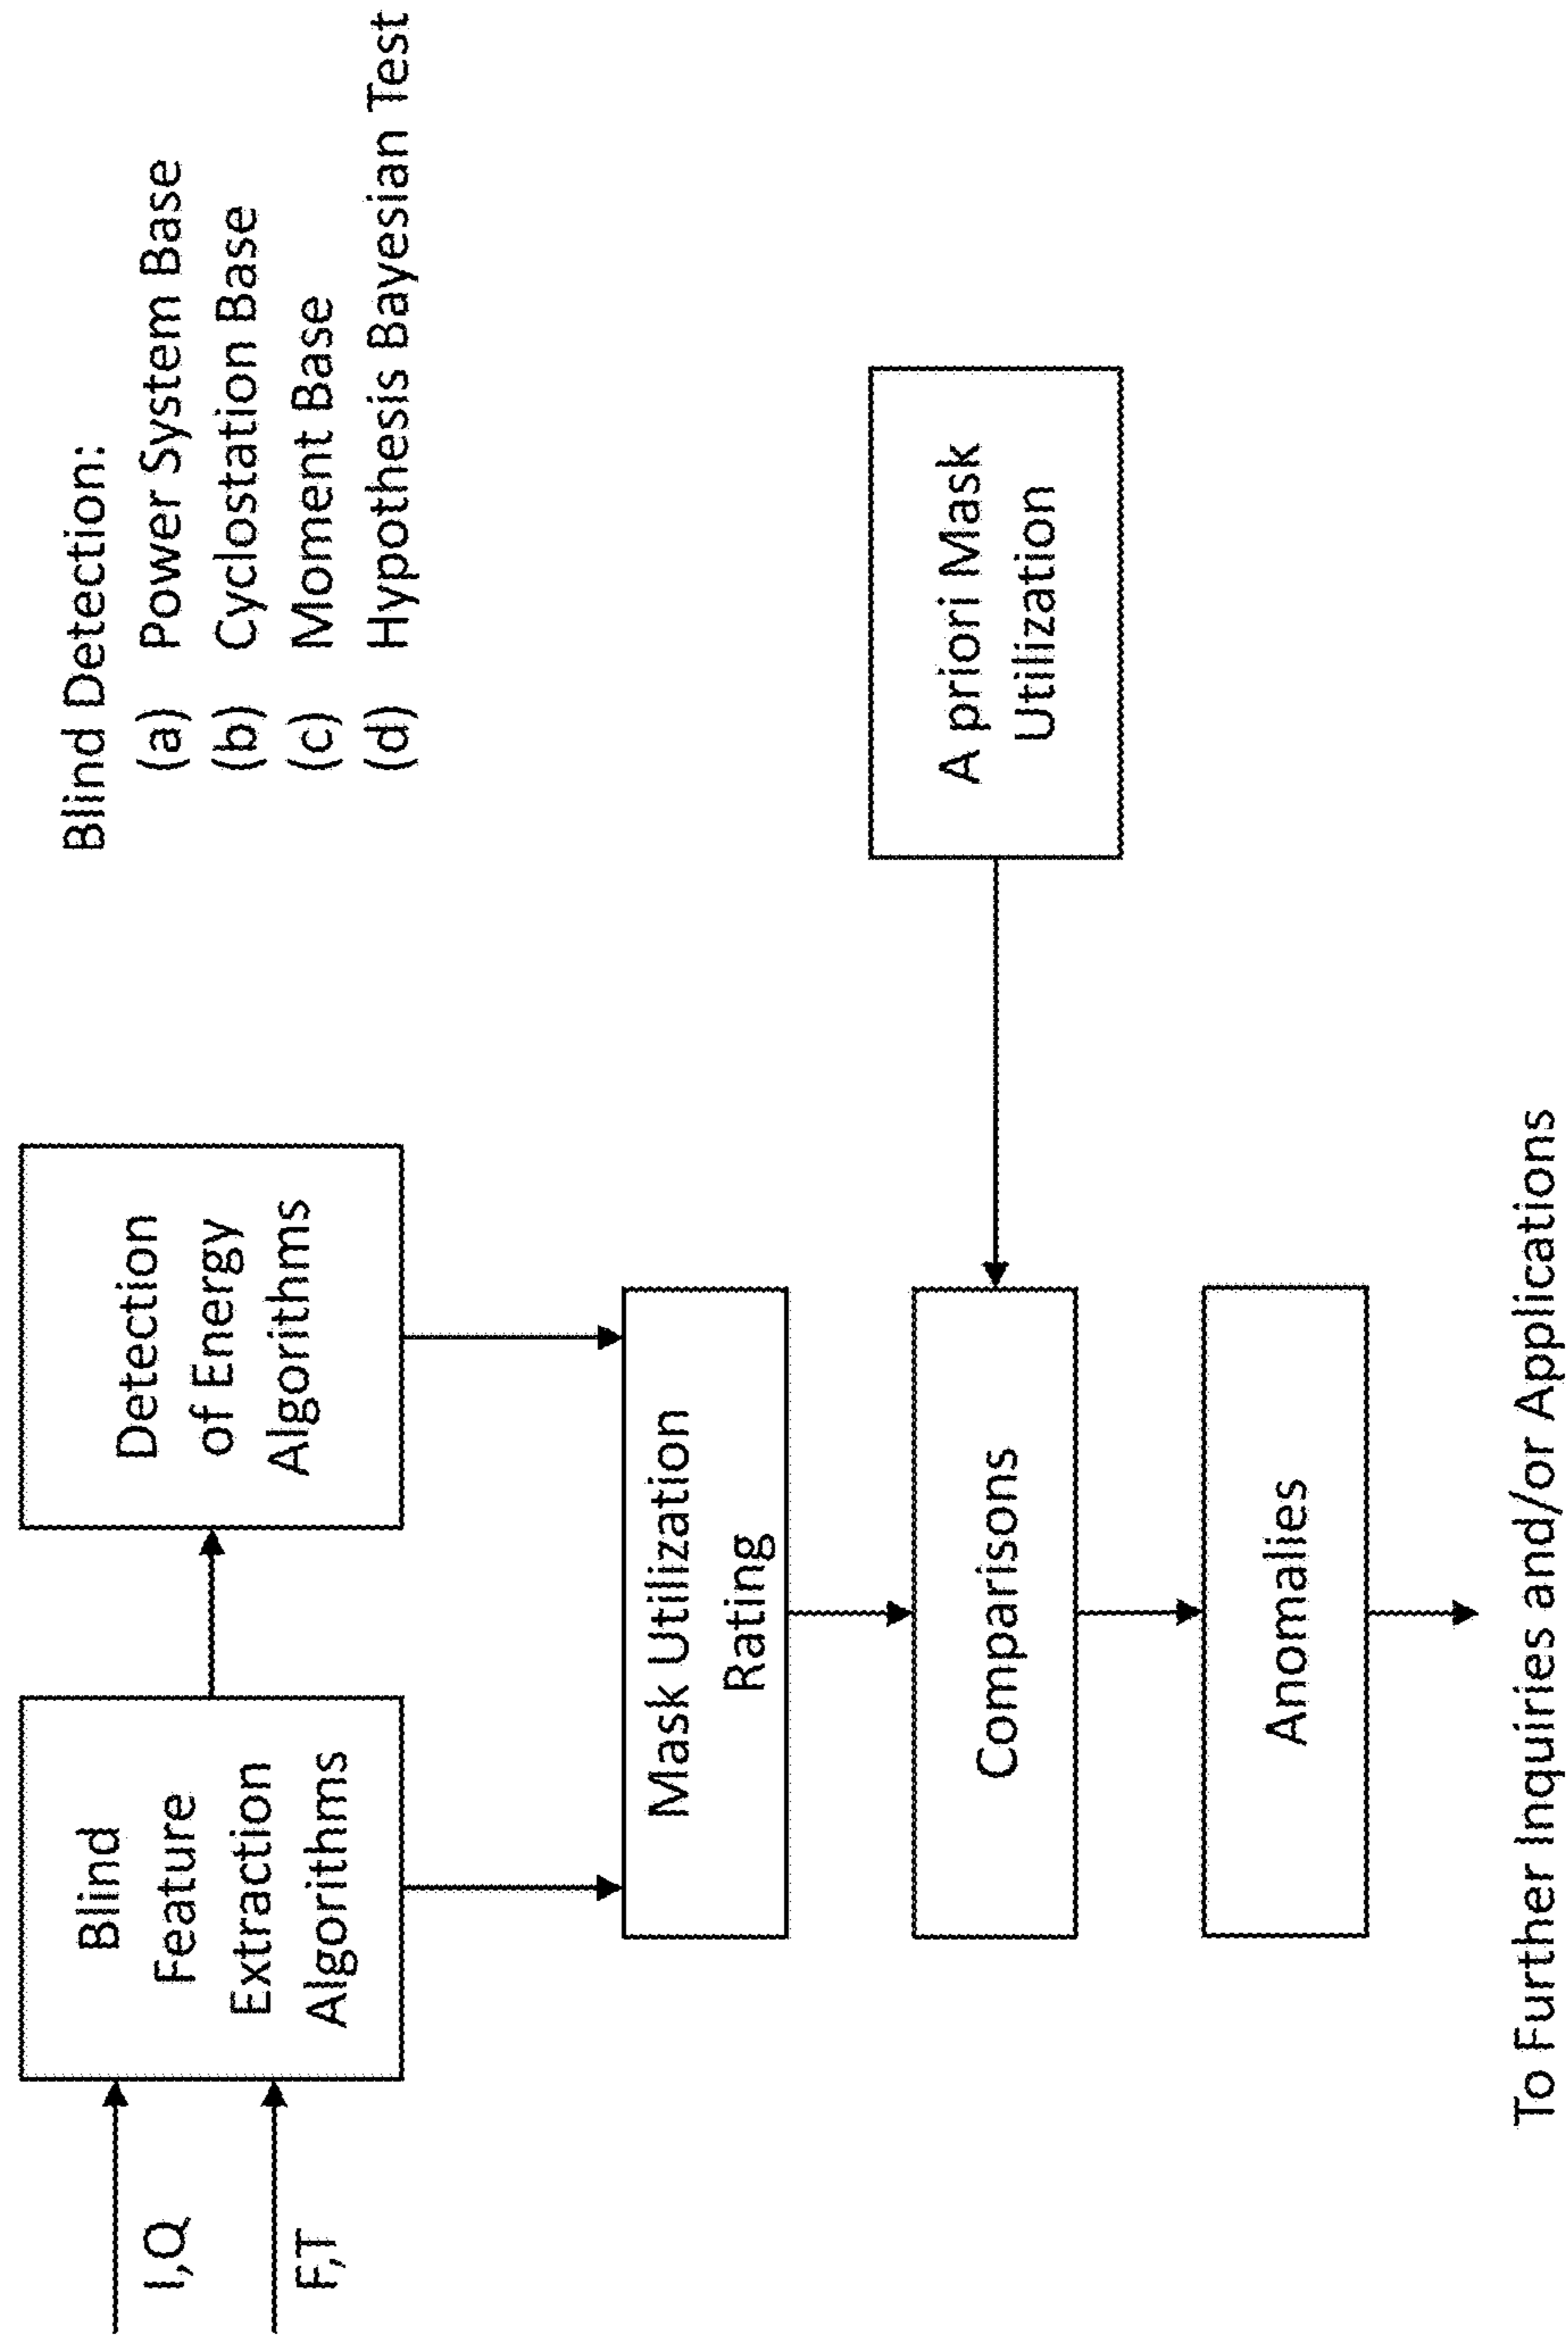 I,Q
F,T
Blind
Feature
Extraction
Algorithms
Detection
of Energy
Algorithms
Blind Detection:
(a) Power System Base
(b) Cyclostation Base
(c) Moment Base
(d) Hypothesis Bayesian Test
Mask Utilization
Rating
Comparisons
A priori Mask
Utilization
Anomalies
To Further Inquiries and/or Applications